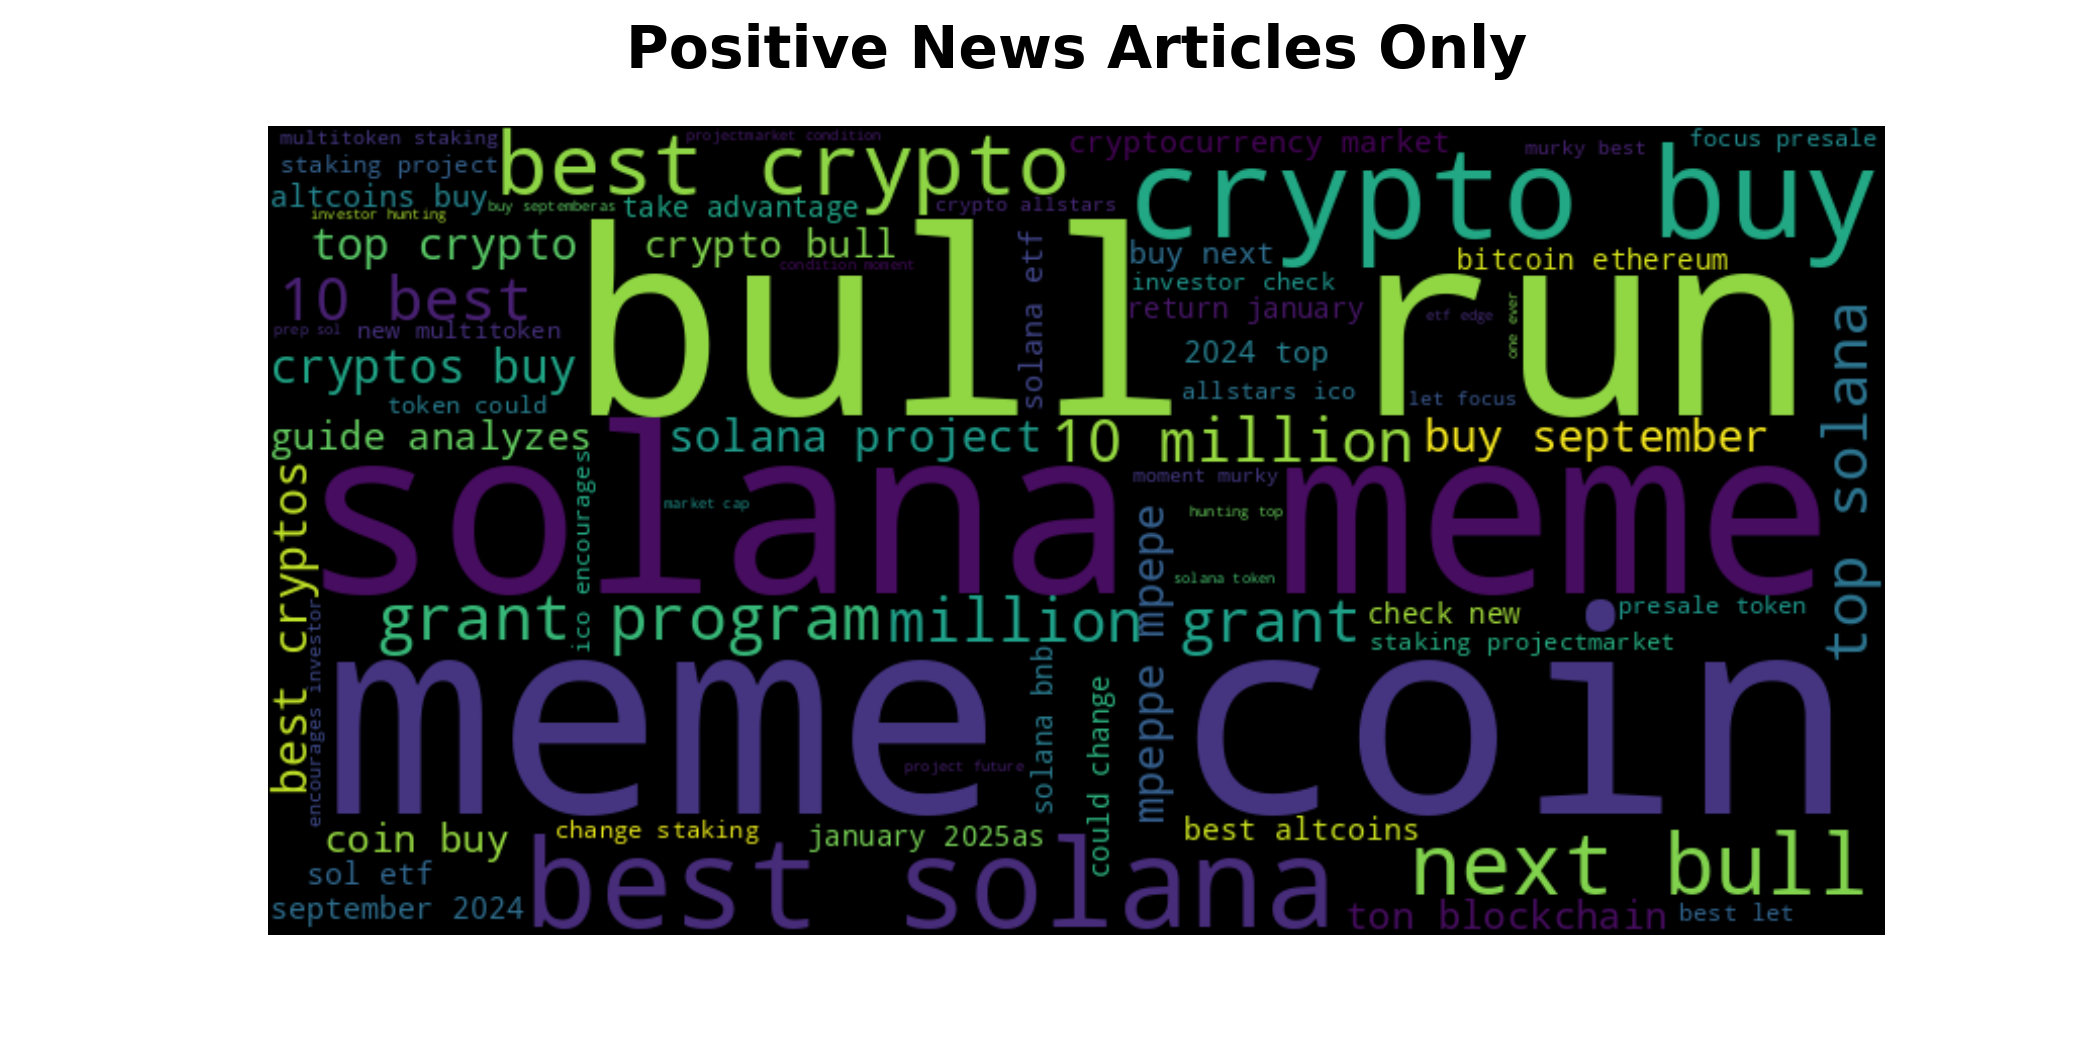 Positive News Articles Only
multitoken staking
projectmarket condition
cryptocurrency market
focus presale
murky best
best crypto
staking project
crypto buy
altcoins buy
buy septemberas
take advantage
crypto allstars
investor hunting
top crypto
crypto bull
solana etf
buy next
bitcoin ethereum
condition moment
bull run
investor check
10 best
return january
etf edge
one ever
top solana
prep sol
new multitoken
2024 top
cryptos buy
allstars ico
let focus
token could
guide analyzes
solana project
10 million
buy september
best cryptos
ico encourages
solana meme
moment murky
market cap
hunting top
mpeppe mpepe
solana token
grant program
million grant
check new
presale token
staking projectmarket
encourages investor
solana bnb
could change
meme coin
project future
coin buy
change staking
january 2025as
best altcoins
best solana
next bull
sol etf
september 2024
ton blockchain
best let